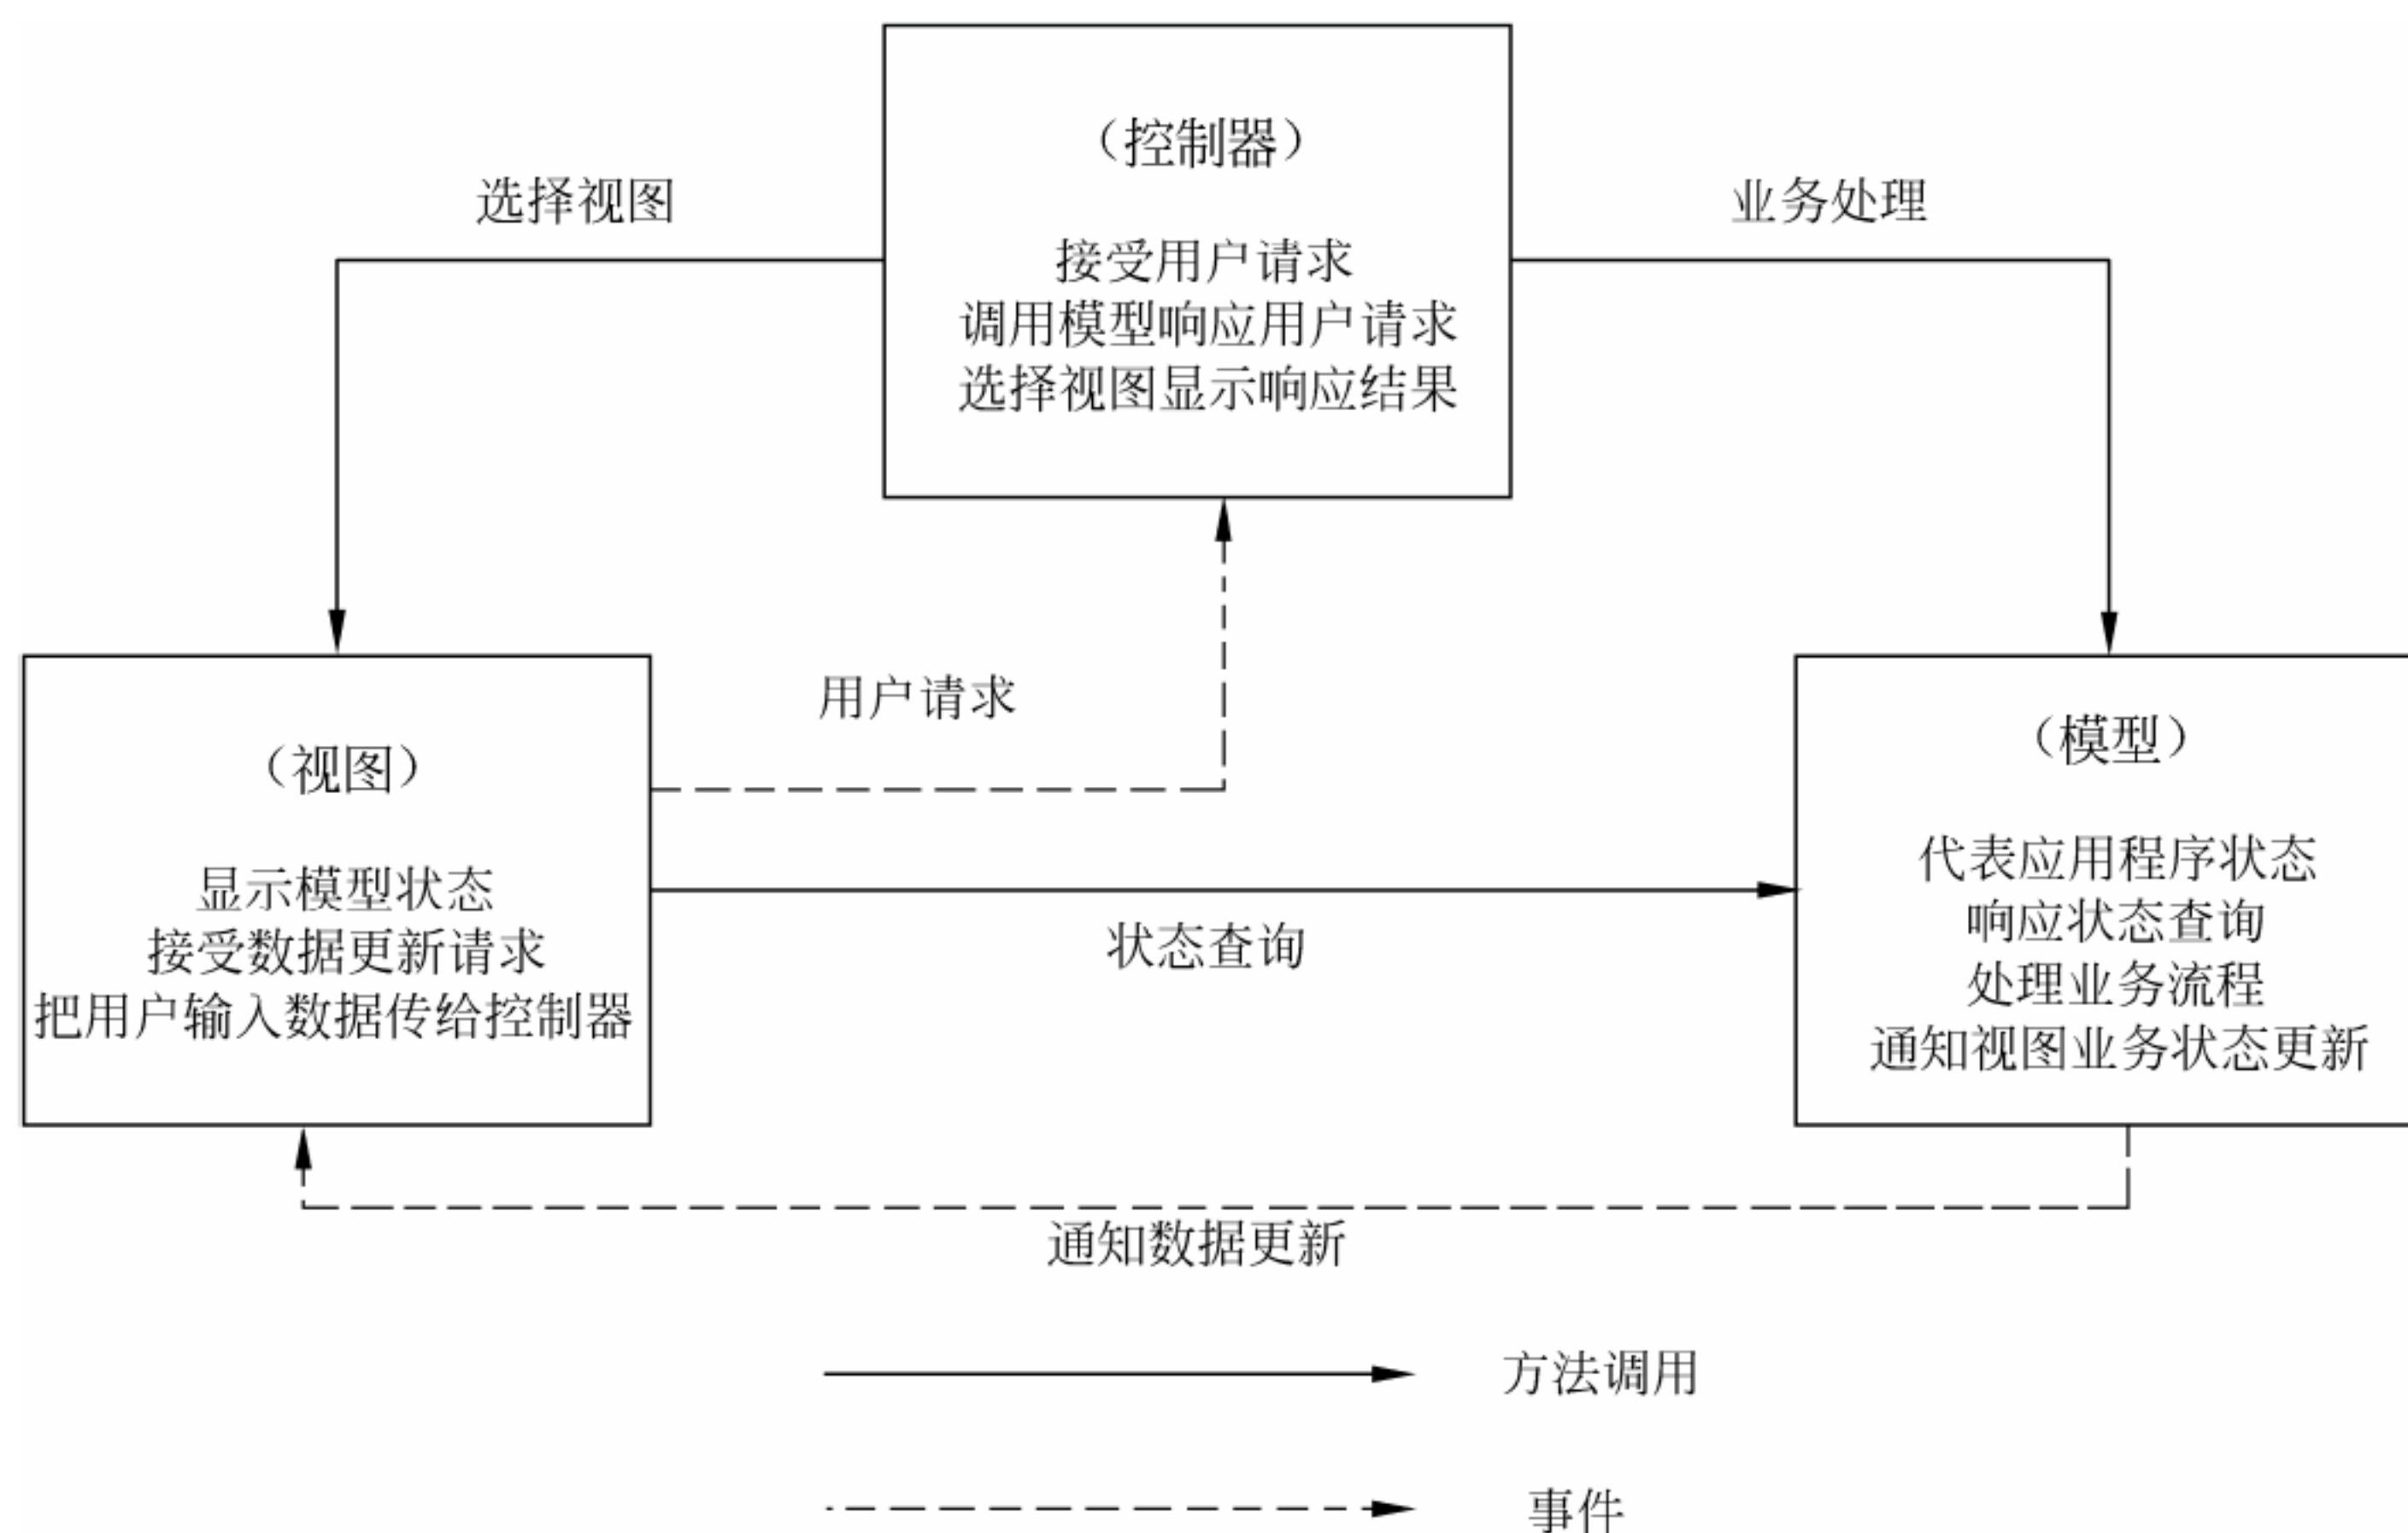 （控制器）
接受用户请求
调用模型响应用户请求
选择视图显示响应结果
选择视图
业务处理
用户请求
（视图）
显示模型状态
接受数据更新请求
把用户输入数据传给控制器
状态查询
（模型）
代表应用程序状态
响应状态查询
处理业务流程
通知视图业务状态更新
通知数据更新
方法调用
事件